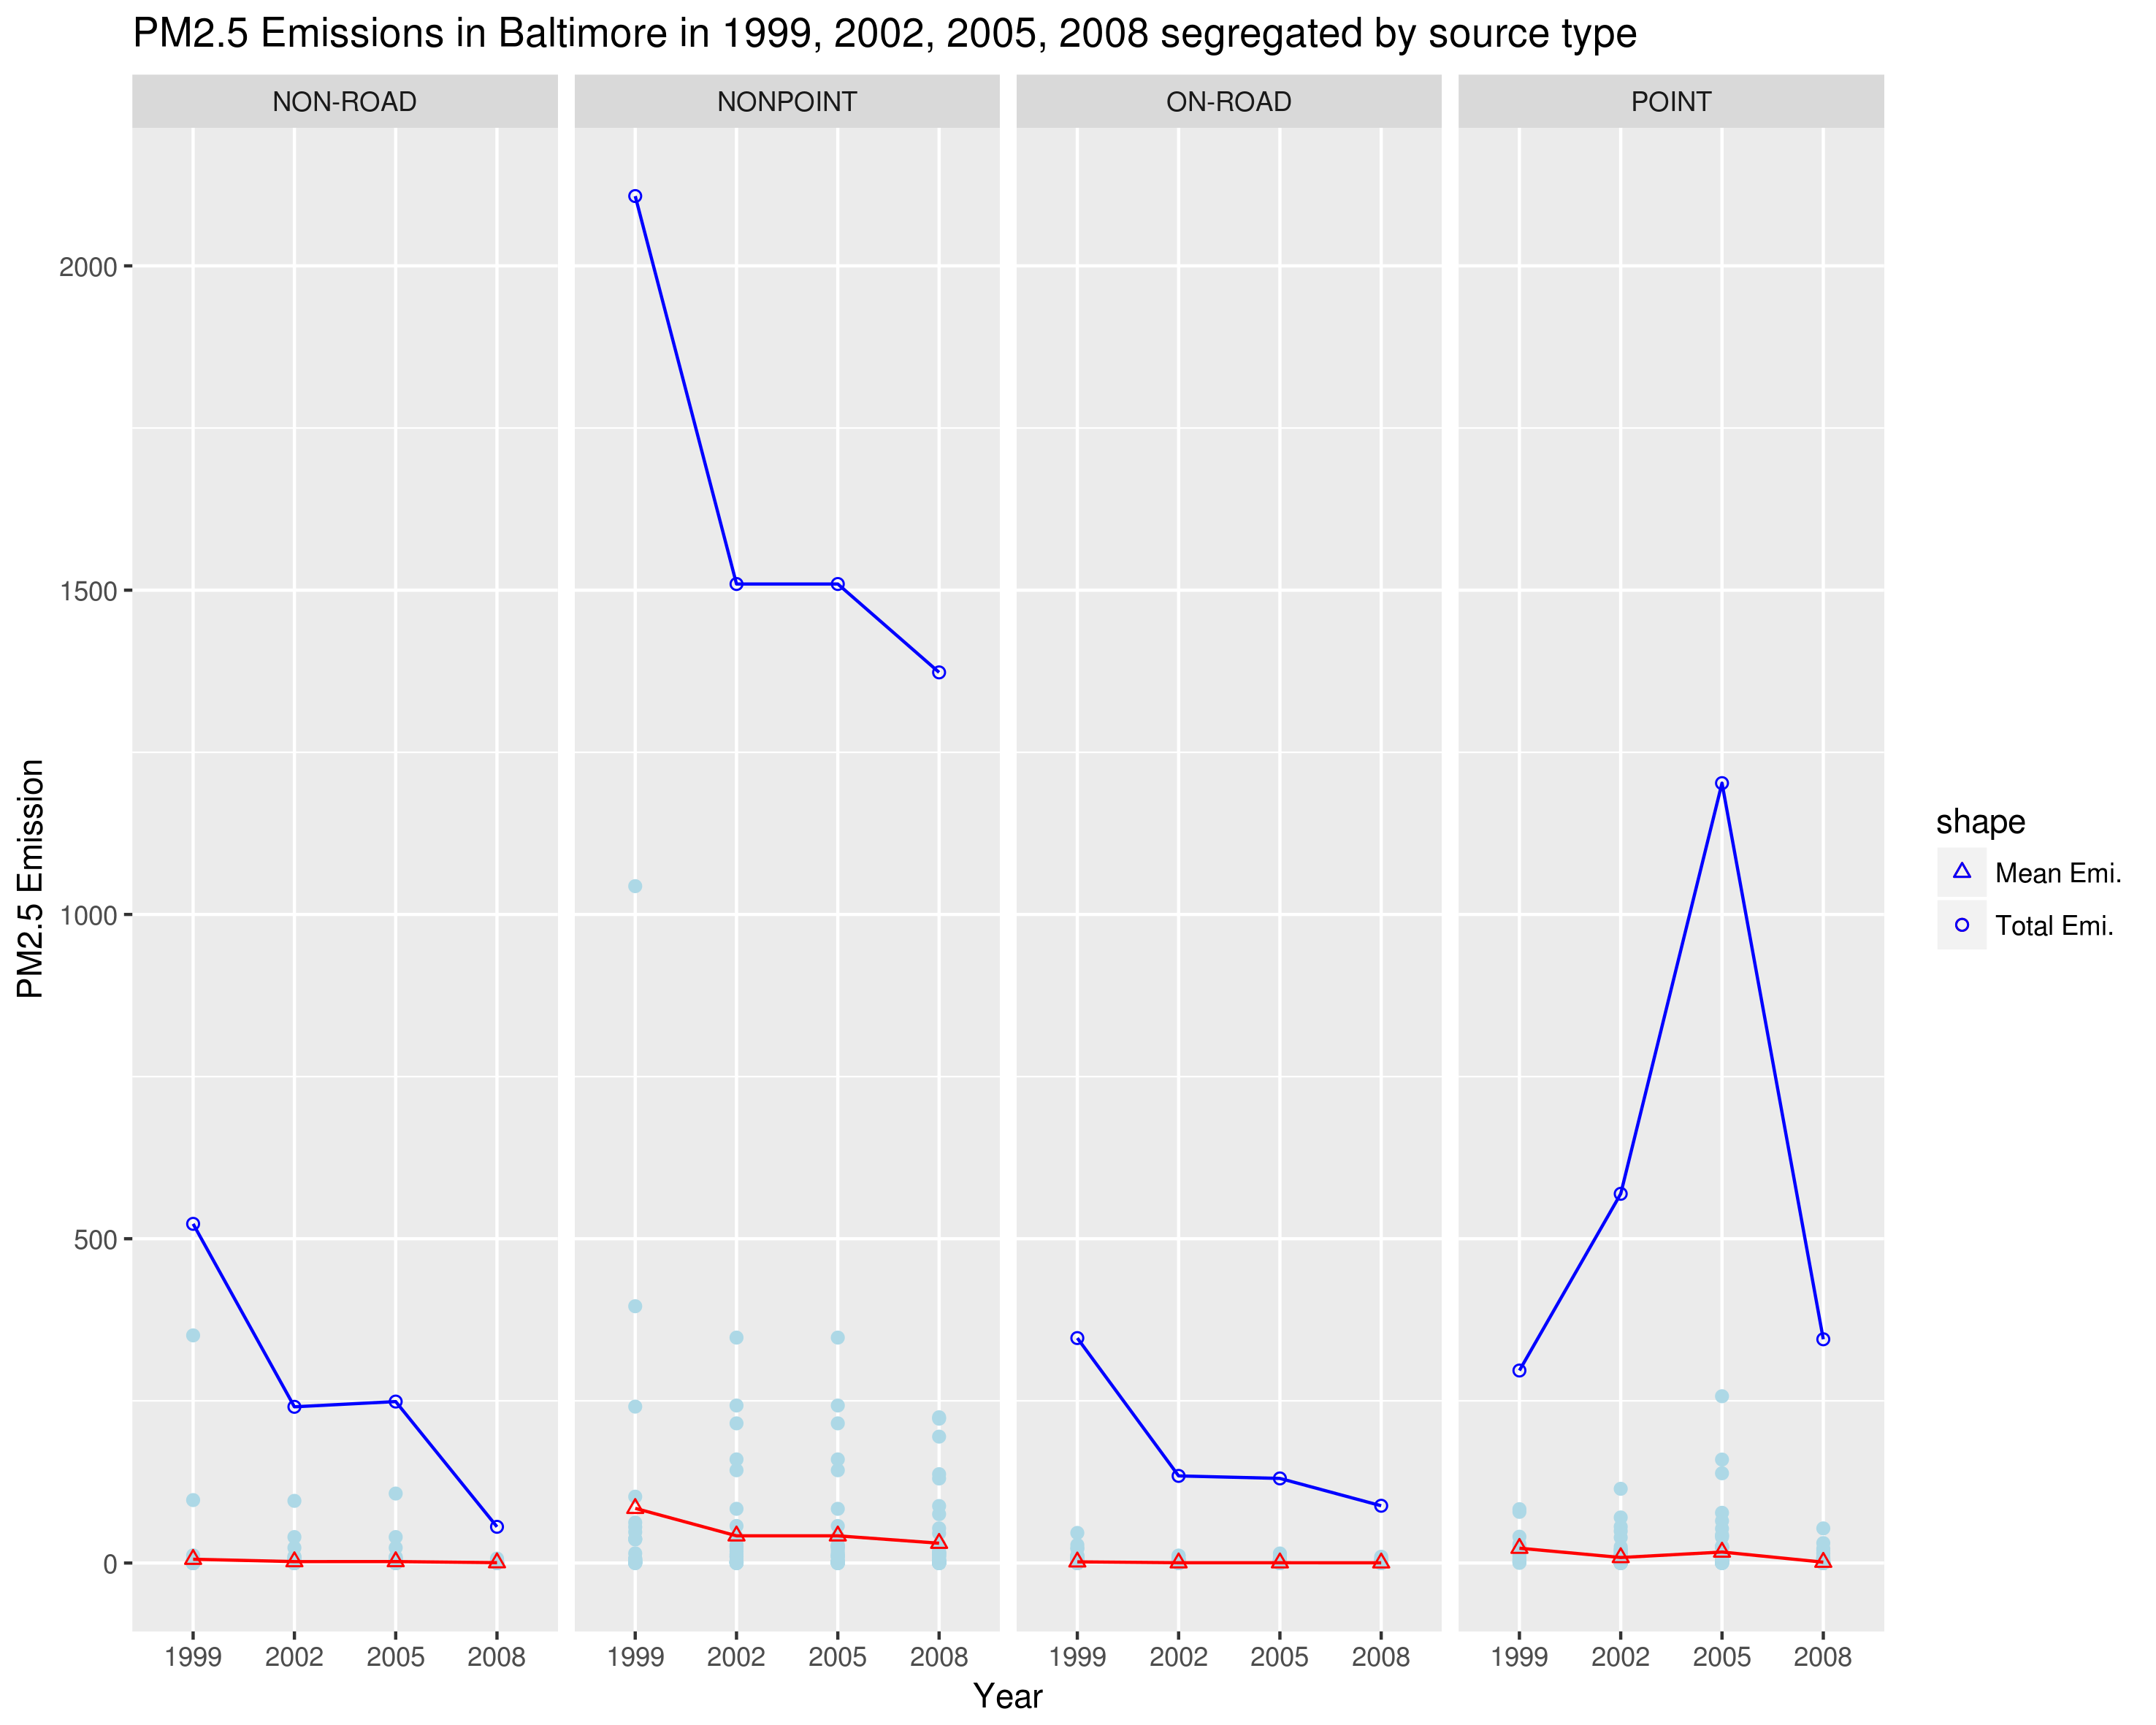 PM2.5 Emissions in Baltimore in 1999, 2002, 2005, 2008 segregated by source type
NON-ROAD NONPOINT ON-ROAD POINT
PM2.5 Emission
2000
1500
1000
500
0
1999 2002 2005 2008 1999 2002 2005 2008 1999 2002 2005 2008 1999 2002 2005 2008
Year
shape
Mean Emi.
Total Emi.